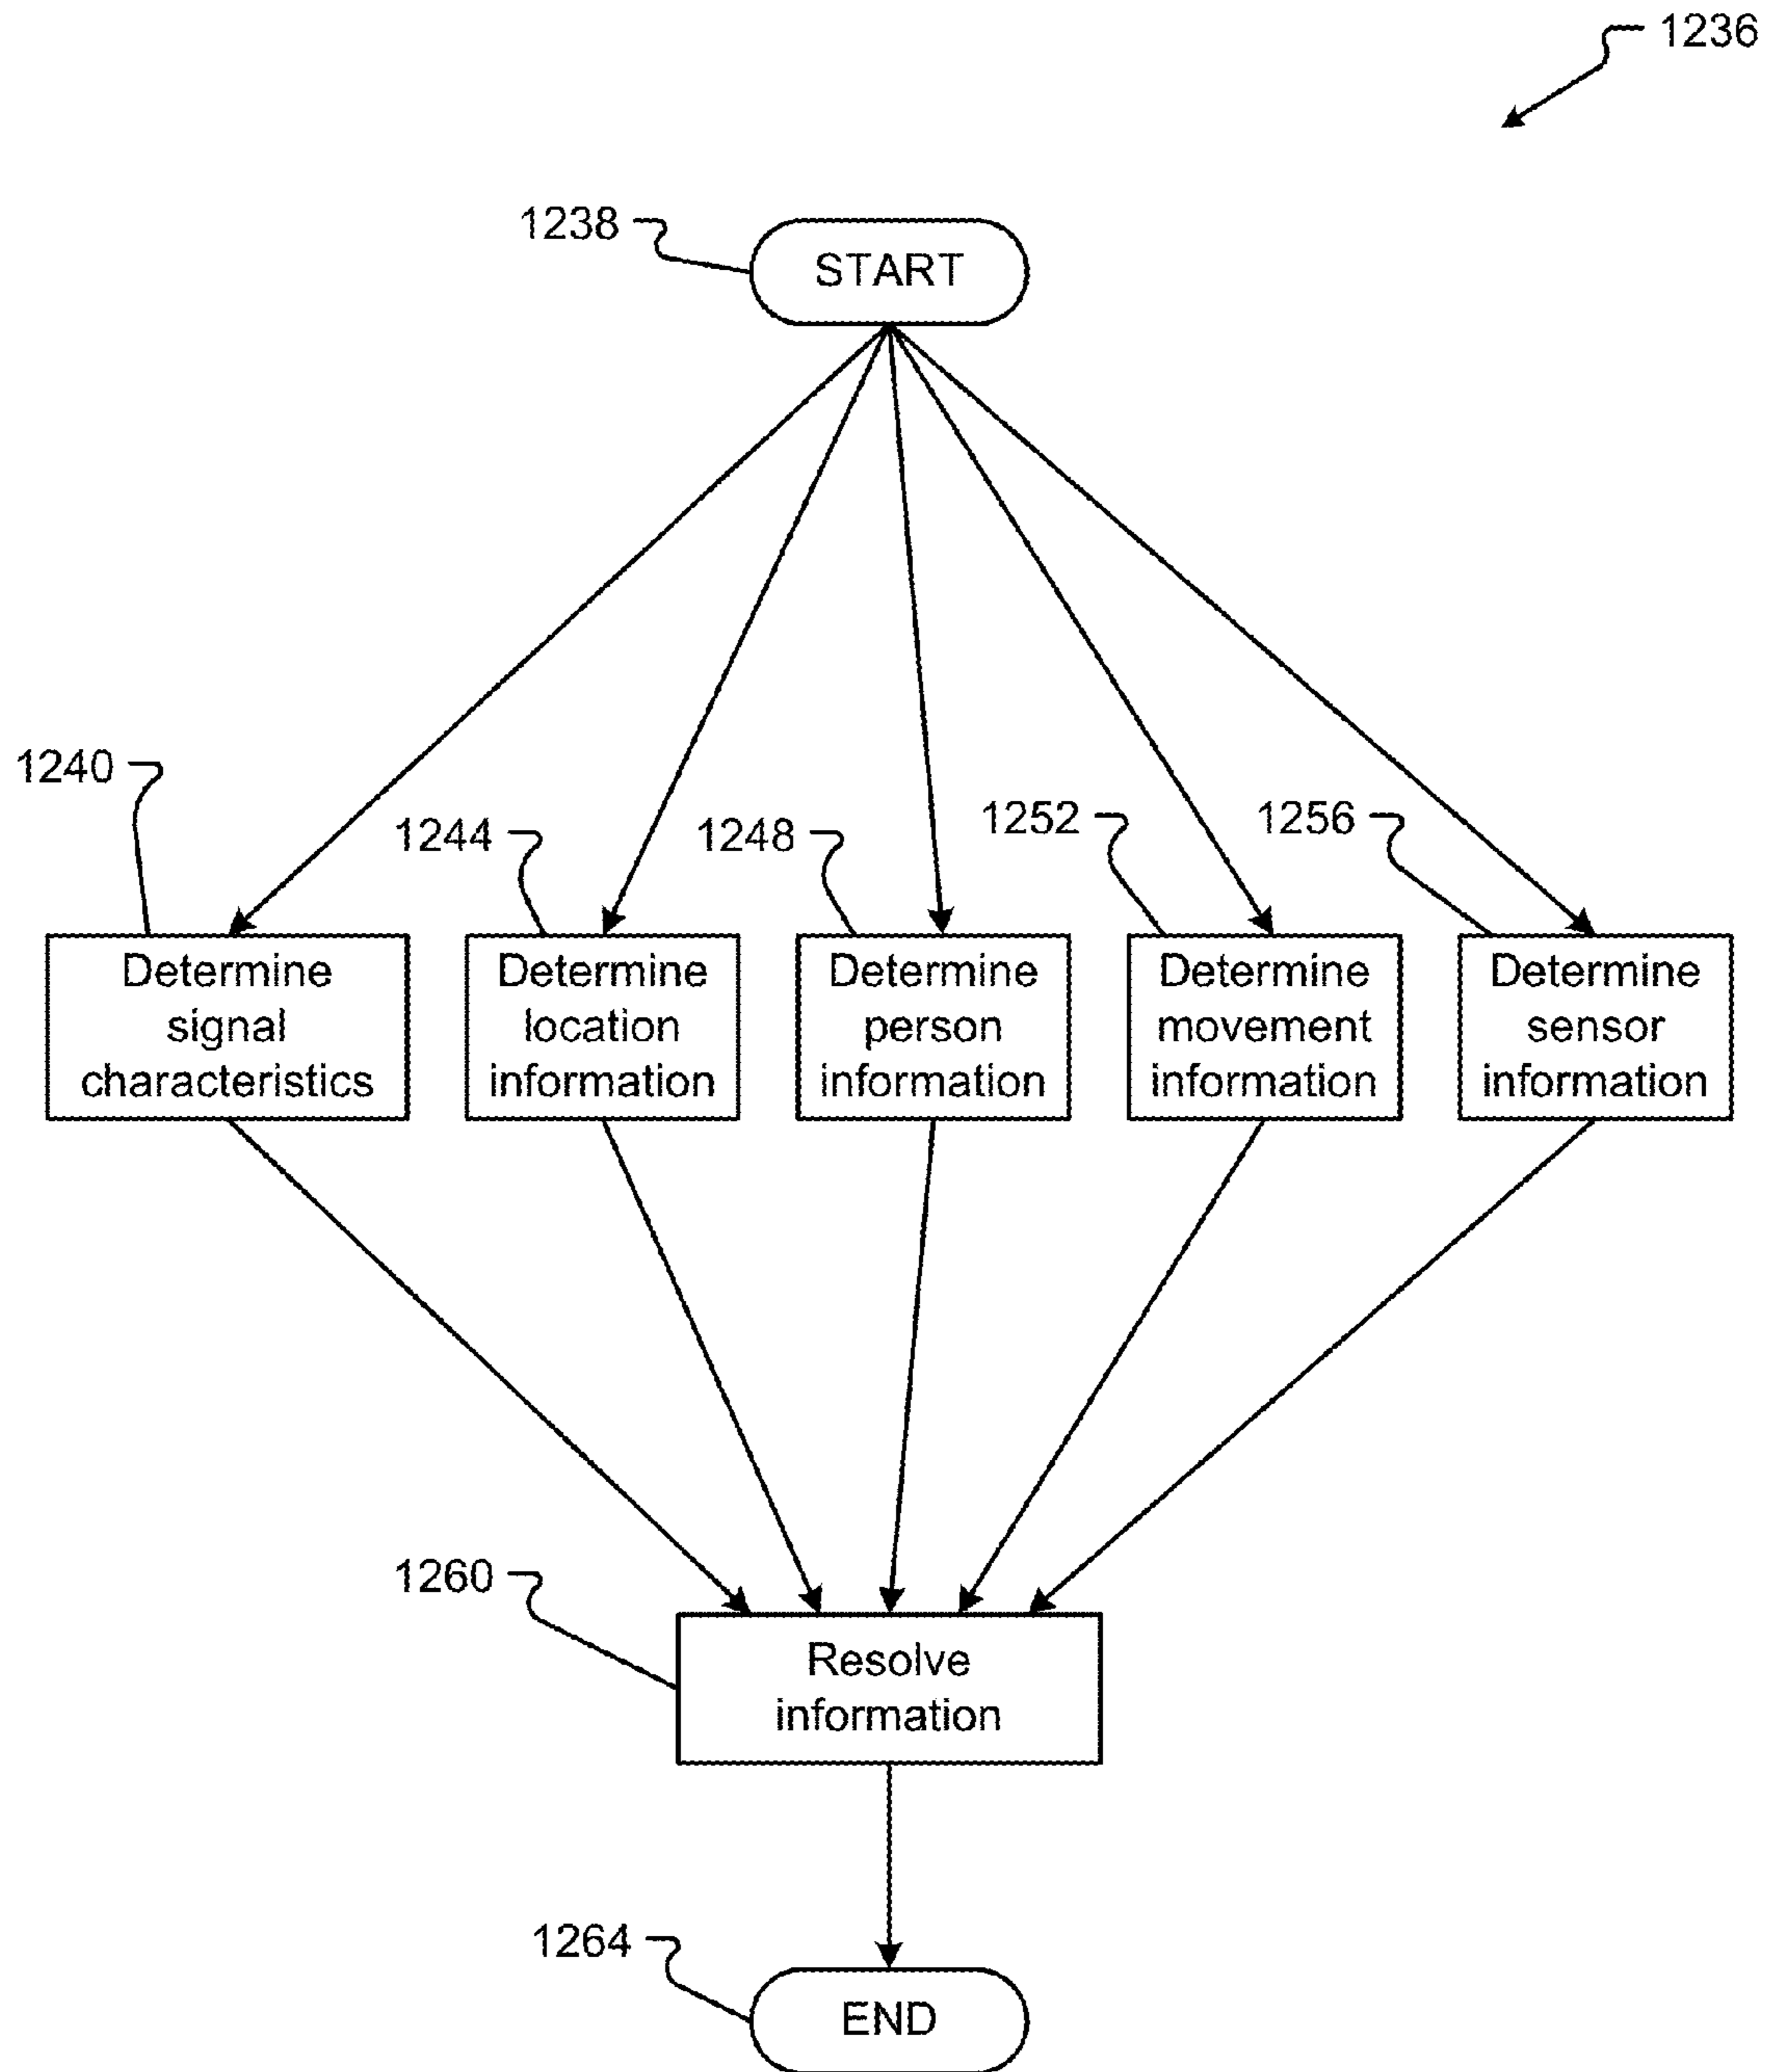 1236
1238
START
1240
1244
1248
1252
1256
Determine
signal
characteristics
Determine
location
information
Determine
person
information
Determine
movement
information
Determine
sensor
information
1260
Resolve
information
1264
END